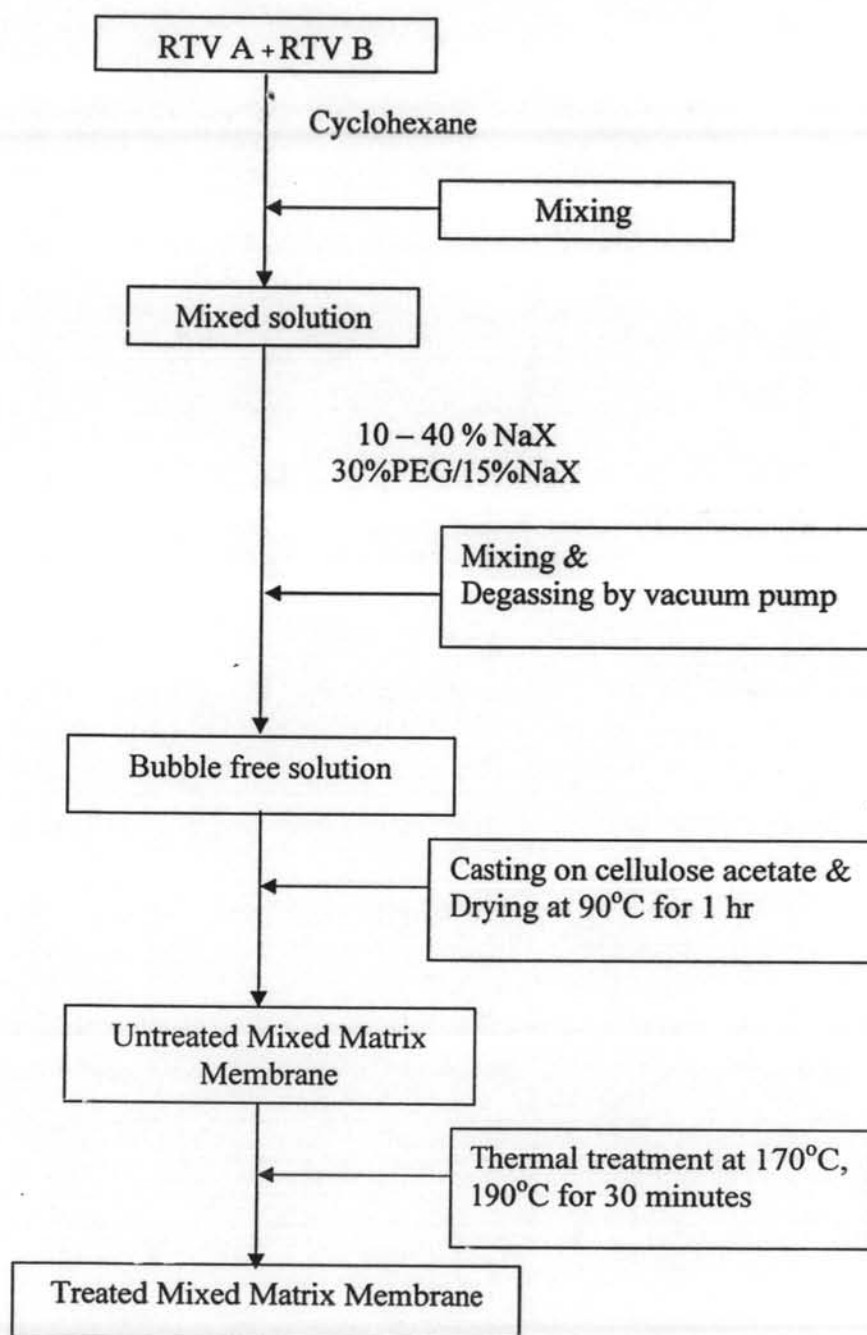 RTV A + RTV B
Cyclohexane
Mixing
Mixed solution
10 – 40 % NaX
30%PEG/15%NaX
Mixing &
Degassing by vacuum pump
Bubble free solution
Casting on cellulose acetate &
Drying at 90°C for 1 hr
Untreated Mixed Matrix
Membrane
Thermal treatment at 170°C,
190°C for 30 minutes
Treated Mixed Matrix Membrane